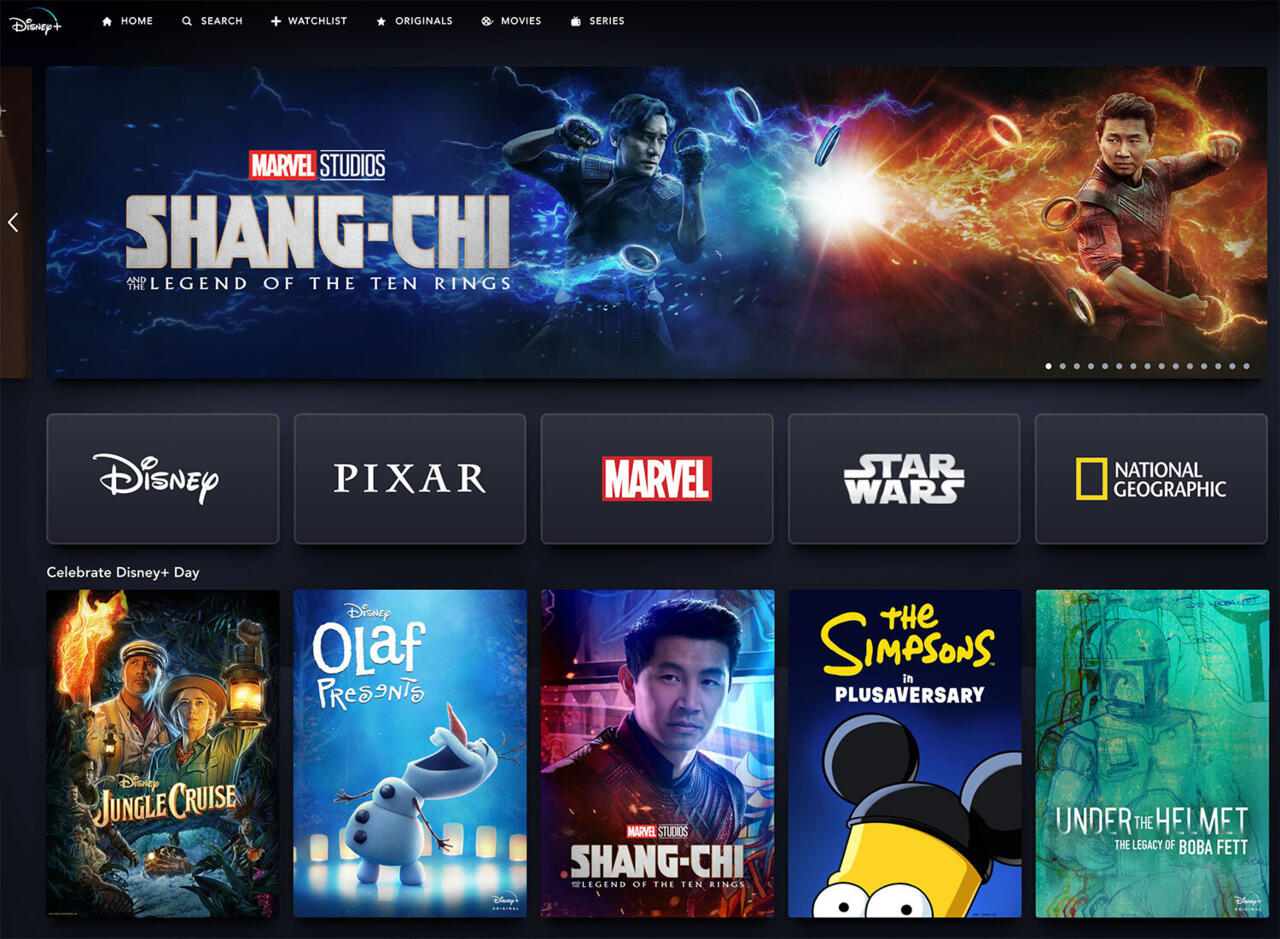 Disney+
HOME
SEARCH
WATCHLIST
ORIGINALS
MOVIES
SERIES
MARVEL STUDIOS
SHANG-CHI
AND THE LEGEND OF THE TEN RINGS
Disney
PIXAR
MARVEL
STAR
WARS
NATIONAL
GEOGRAPHIC
Celebrate Disney+ Day
Disney
JUNGLE CRUISE
Disney
OLaf
PResenTs
Disney+
ORIGINAL
MARVEL STUDIOS
SHANG-CHI
AND THE LEGEND OF THE TEN RINGS
THE
SIMPSONS
in
PLUSAVERSARY
UNDER THE HELMET
THE LEGACY OF BOBA FETT
Disney+
ORIGINAL